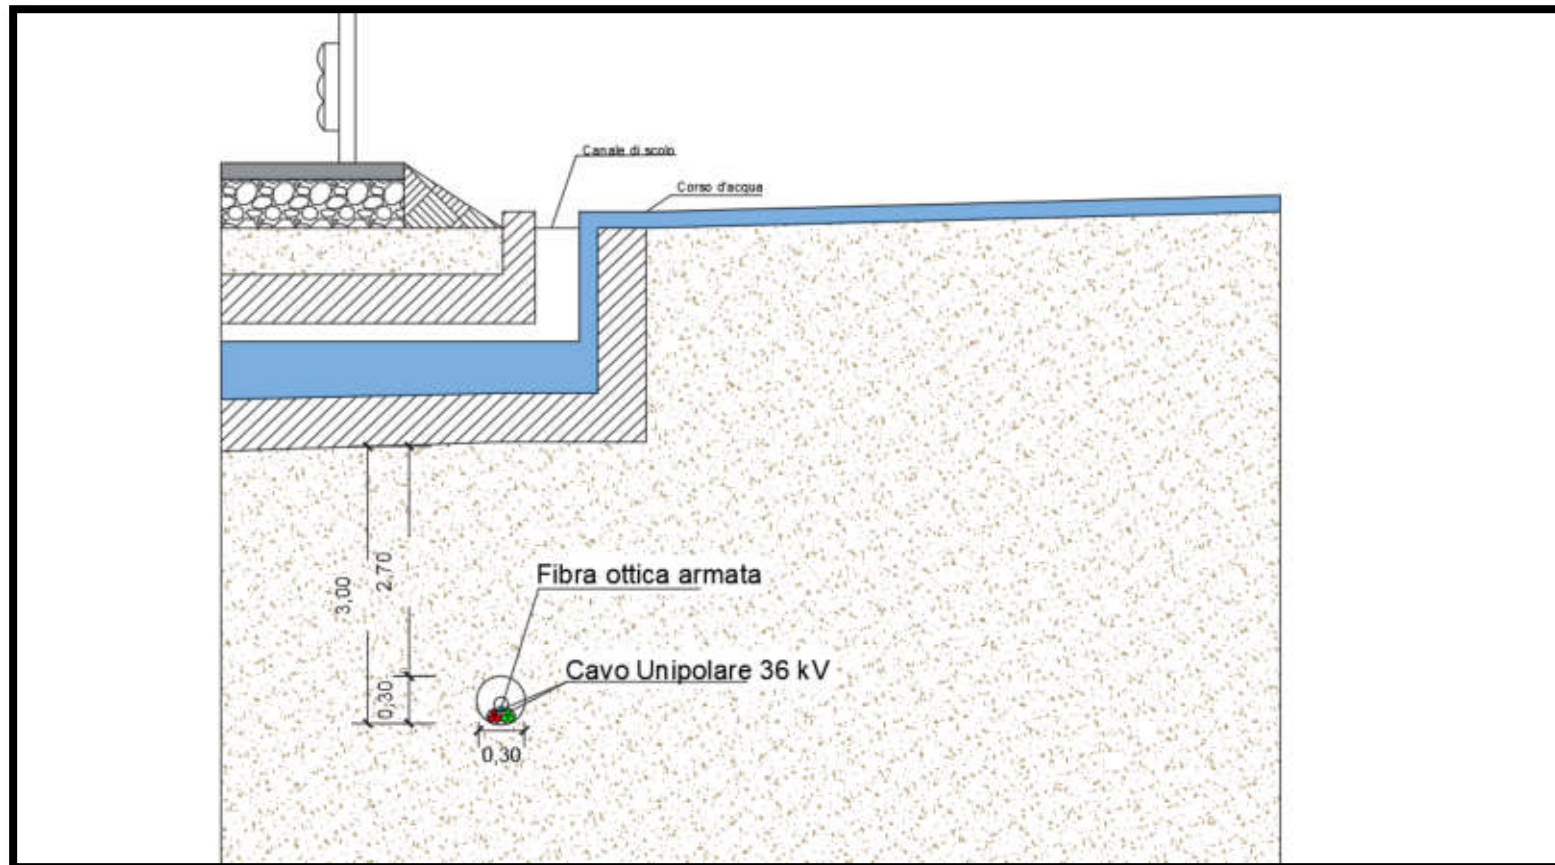 Canale di scolo
Corso d'acqua
Fibra ottica armata
3,00
2,70
Cavo Unipolare 36 kV
0,30
0,30